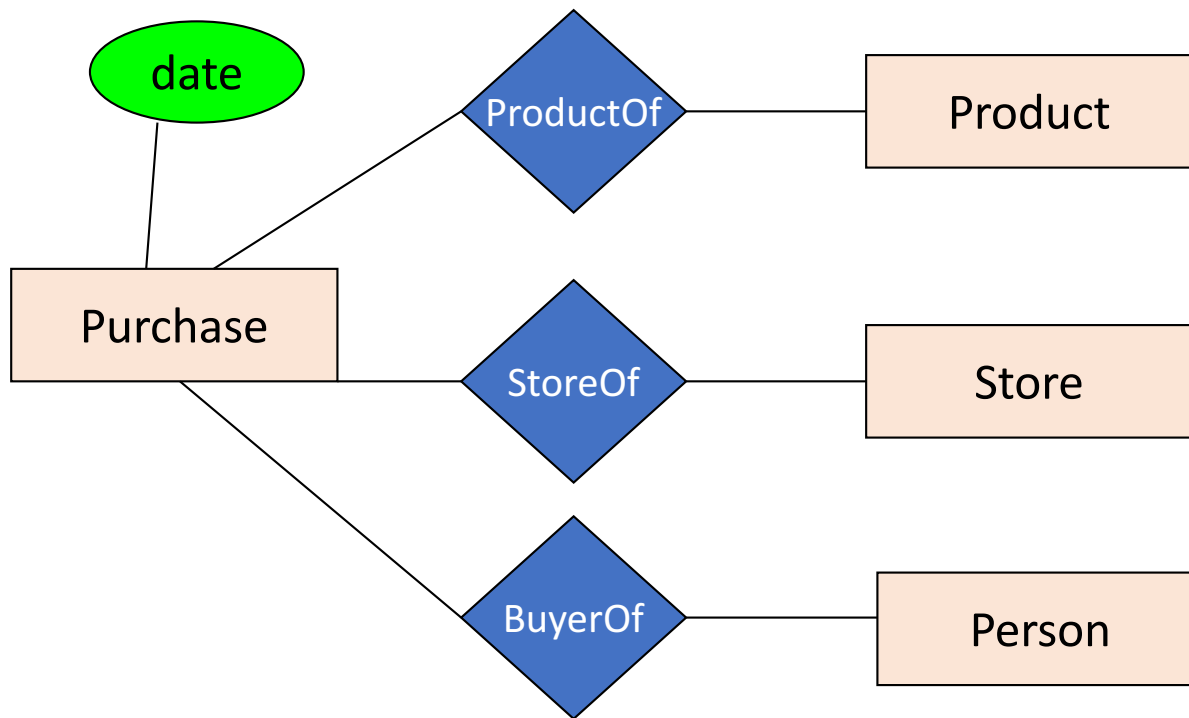 date
ProductOf
Product
Purchase
StoreOf
Store
BuyerOf
Person